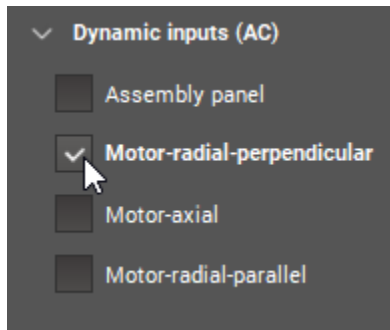 Dynamic inputs (AC)
Assembly panel
Motor-radial-perpendicular
Motor-axial
Motor-radial-parallel